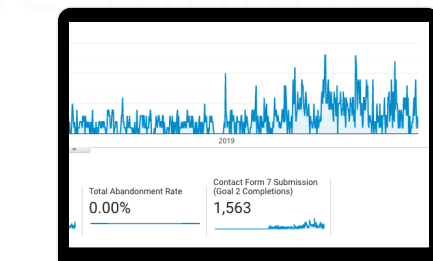 2019
Total Abandonment Rate
0.00%
Contact Form 7 Submission
(Goal 2 Completions)
1,563